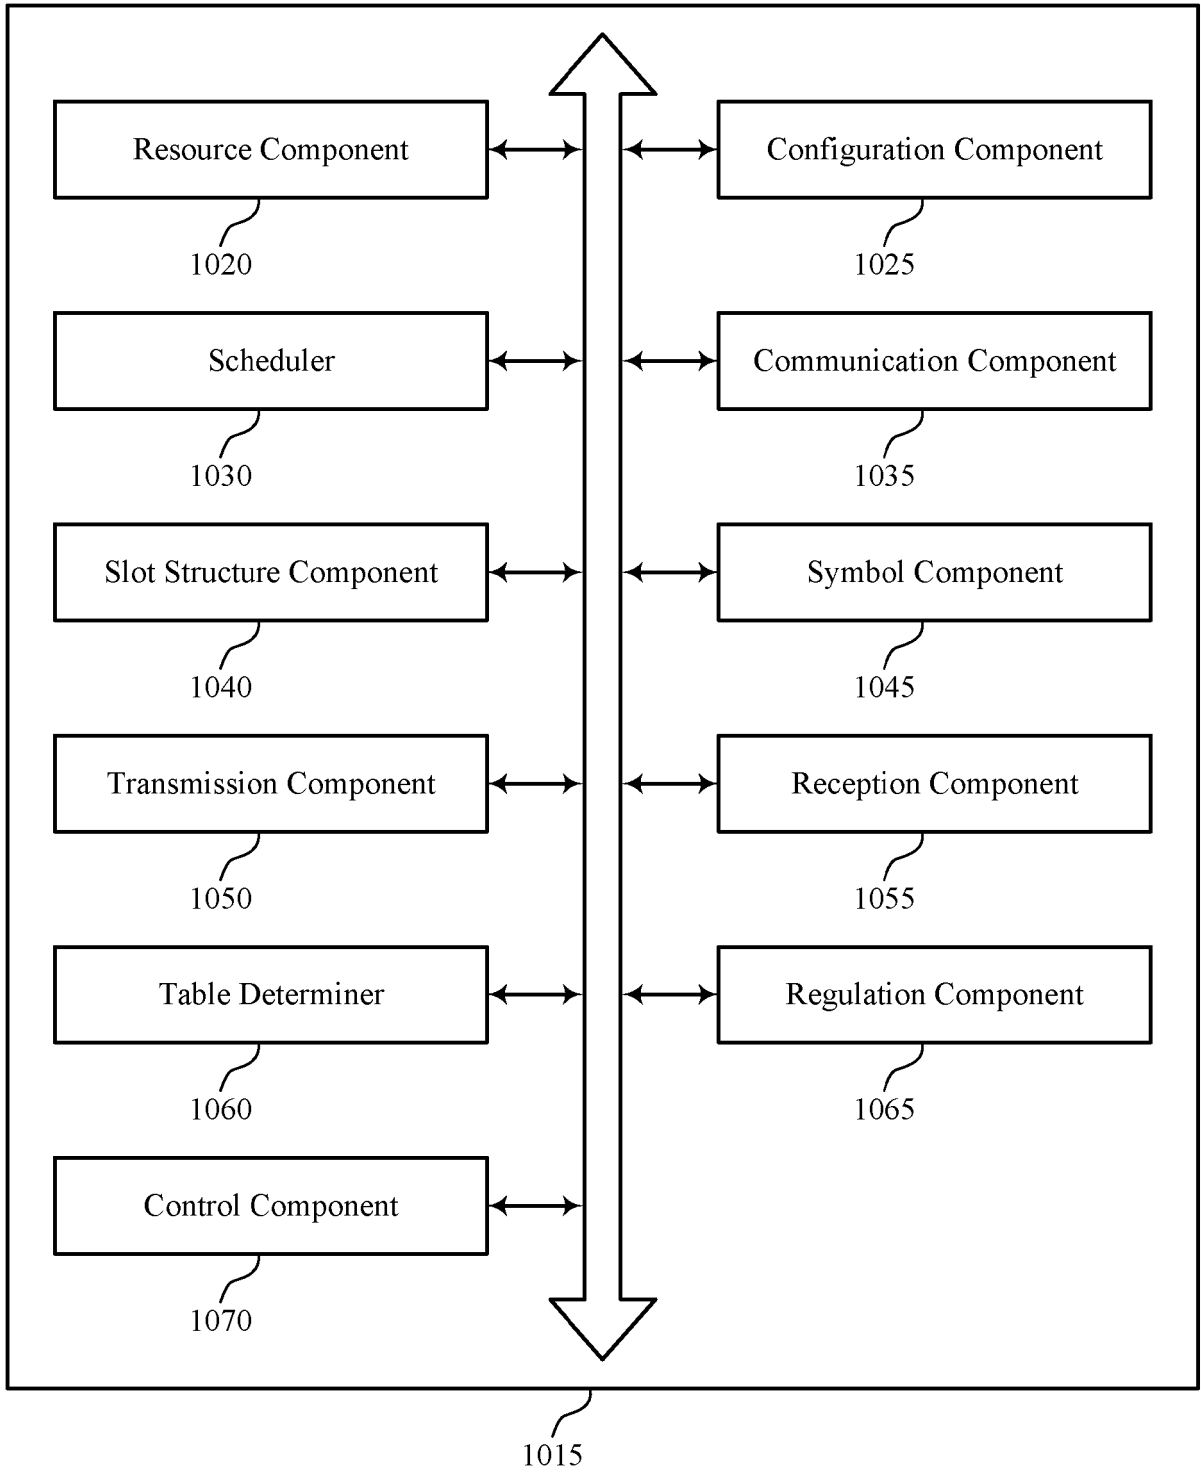 Resource Component
Configuration Component
1020
1025
Scheduler
Communication Component
1030
1035
Slot Structure Component
Symbol Component
1040
1045
Transmission Component
Reception Component
1050
1055
Table Determiner
Regulation Component
1060
1065
Control Component
1070
1015